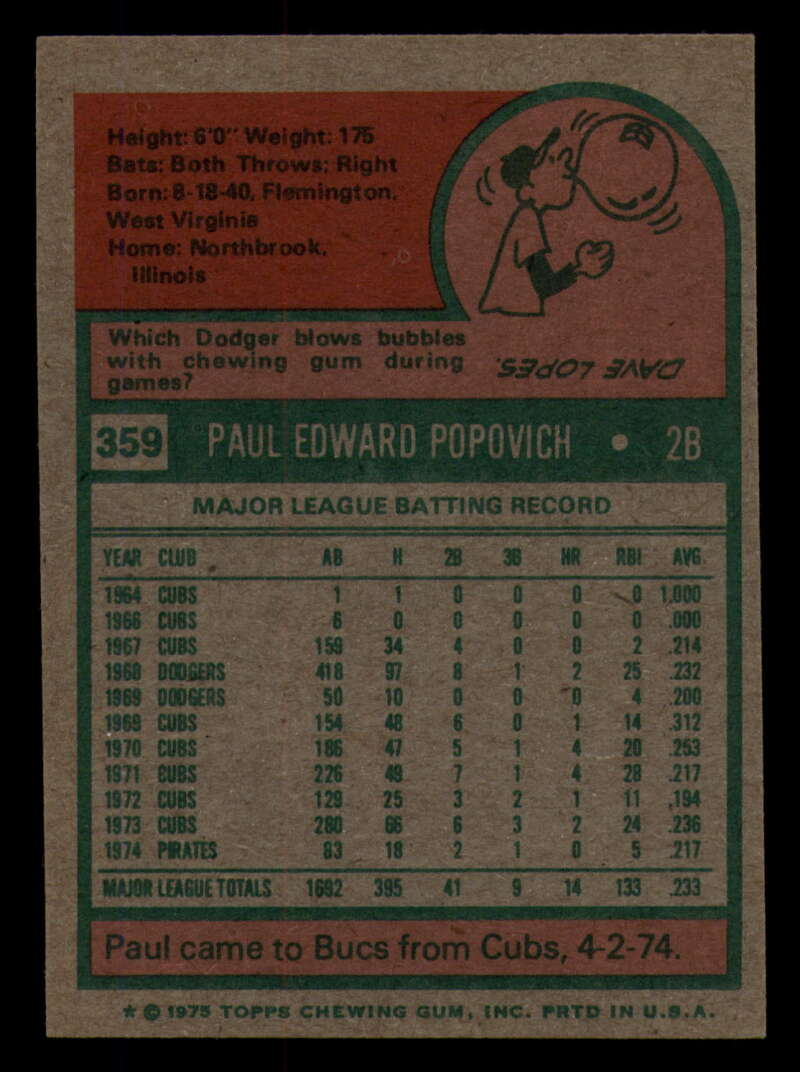 Height: 6'0" Weight: 175
Bats: Both Throws: Right
Born: 8-18-40, Flemington,
West Virginia
Home: Northbrook,
Illinois
Which Dodger blows bubbles
with chewing gum during
games?
DAVE LOPES.
359 PAUL EDWARD POPOVICH • 2B
MAJOR LEAGUE BATTING RECORD
YEAR CLUB AB H 2B 3B HR RBI AVG.
1964 CUBS 1 1 0 0 0 0 1.000
1966 CUBS 6 0 0 0 0 0 .000
1967 CUBS 159 34 4 0 0 2 .214
1968 DODGERS 418 97 8 1 2 25 .232
1969 DODGERS 50 10 0 0 0 4 .200
1969 CUBS 154 48 6 0 1 14 .312
1970 CUBS 186 47 5 1 4 20 .253
1971 CUBS 226 49 7 1 4 28 .217
1972 CUBS 129 25 3 2 1 11 .194
1973 CUBS 280 66 6 3 2 24 .236
1974 PIRATES 83 18 2 1 0 5 .217
MAJOR LEAGUE TOTALS 1692 395 41 9 14 133 .233
Paul came to Bucs from Cubs, 4-2-74.
* © 1975 TOPPS CHEWING GUM, INC. PRTD IN U.S.A.